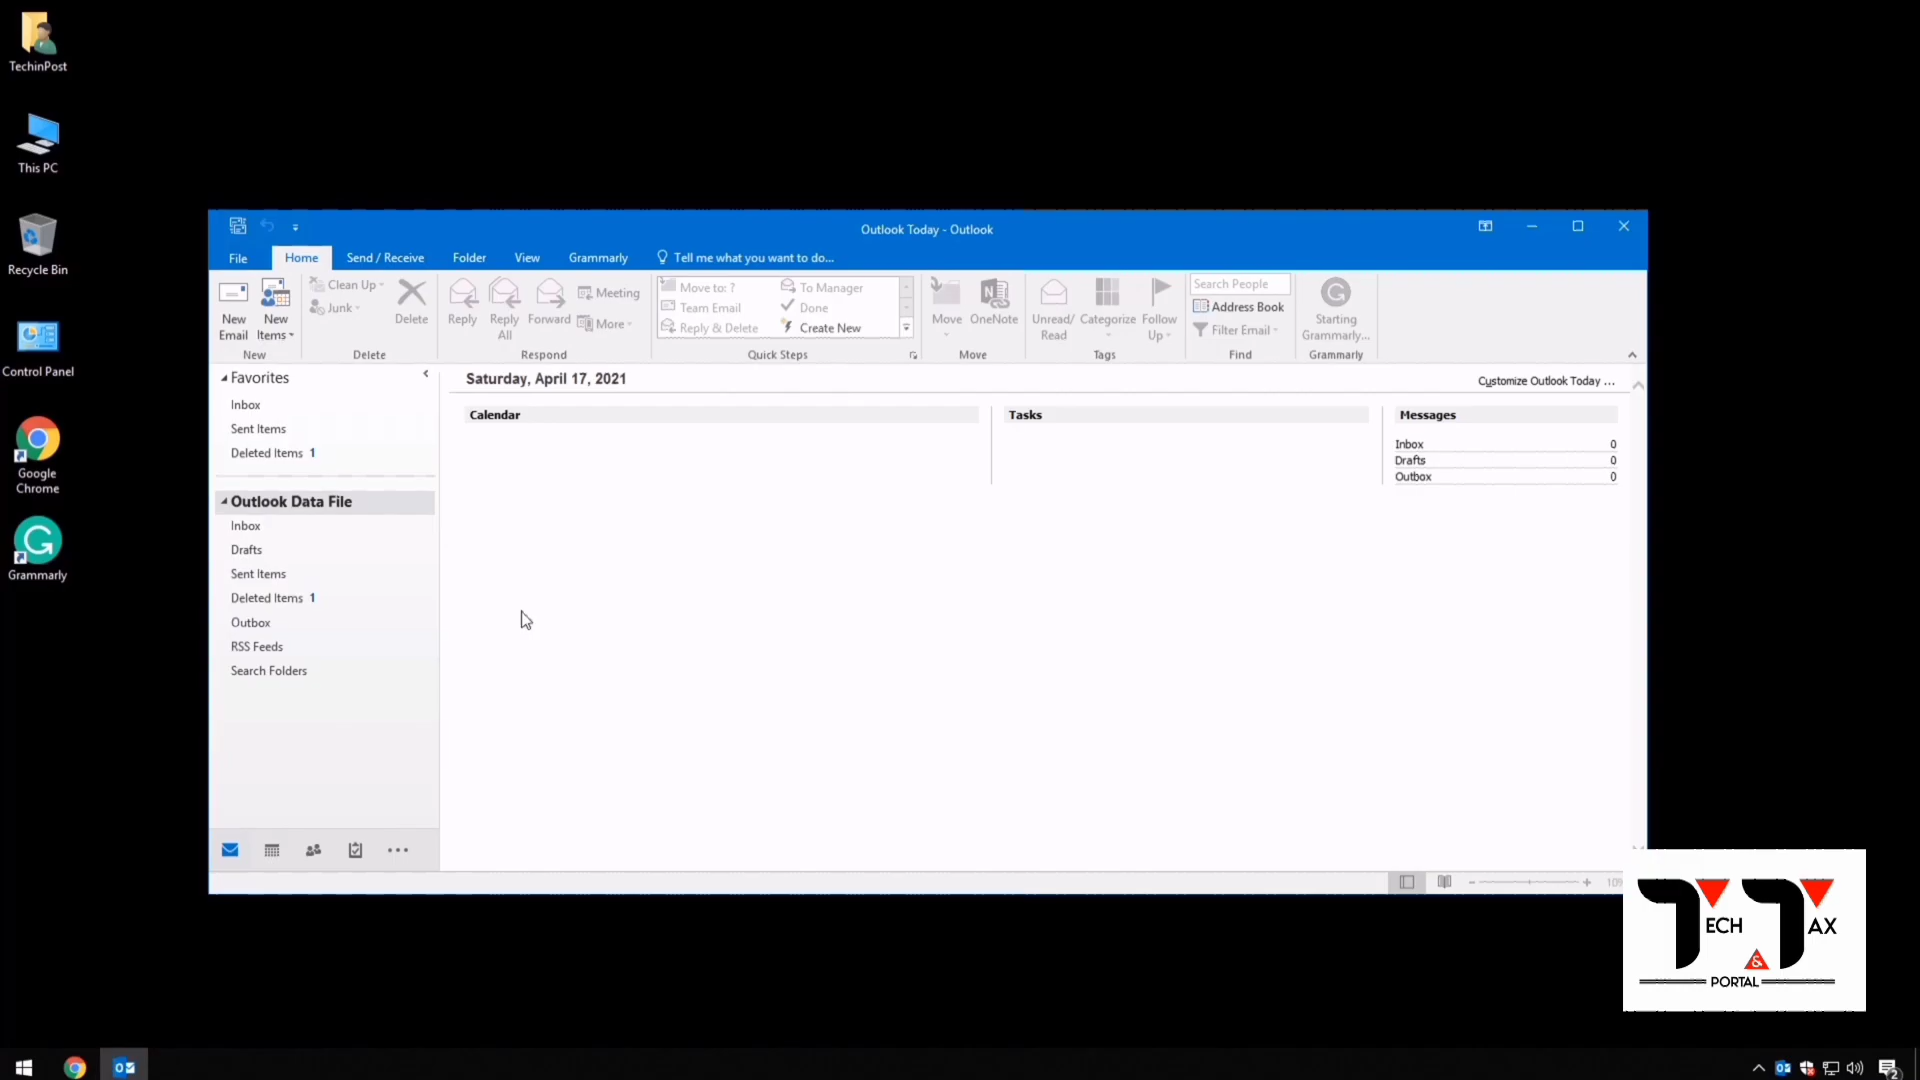 TechinPost
This PC
Recycle Bin
Control Panel
Google
Chrome
Grammarly
Outlook Today - Outlook
File
Home
Send / Receive
Folder
View
Grammarly
Tell me what you want to do...
New
Email
New
Items
New
Clean Up
Junk
Delete
Delete
Reply
Reply
All
Forward
Meeting
More
Respond
Move to: ?
Team Email
Reply & Delete
To Manager
Done
Create New
Quick Steps
Move
OneNote
Move
Unread/
Read
Categorize
Follow
Up
Tags
Search People
Address Book
Filter Email
Find
Starting
Grammarly...
Grammarly
Favorites
Inbox
Sent Items
Deleted Items 1
Outlook Data File
Inbox
Drafts
Sent Items
Deleted Items 1
Outbox
RSS Feeds
Search Folders
Saturday, April 17, 2021
Customize Outlook Today ...
Calendar
Tasks
Messages
Inbox 0
Drafts 0
Outbox 0
TECH & TAX
PORTAL
2